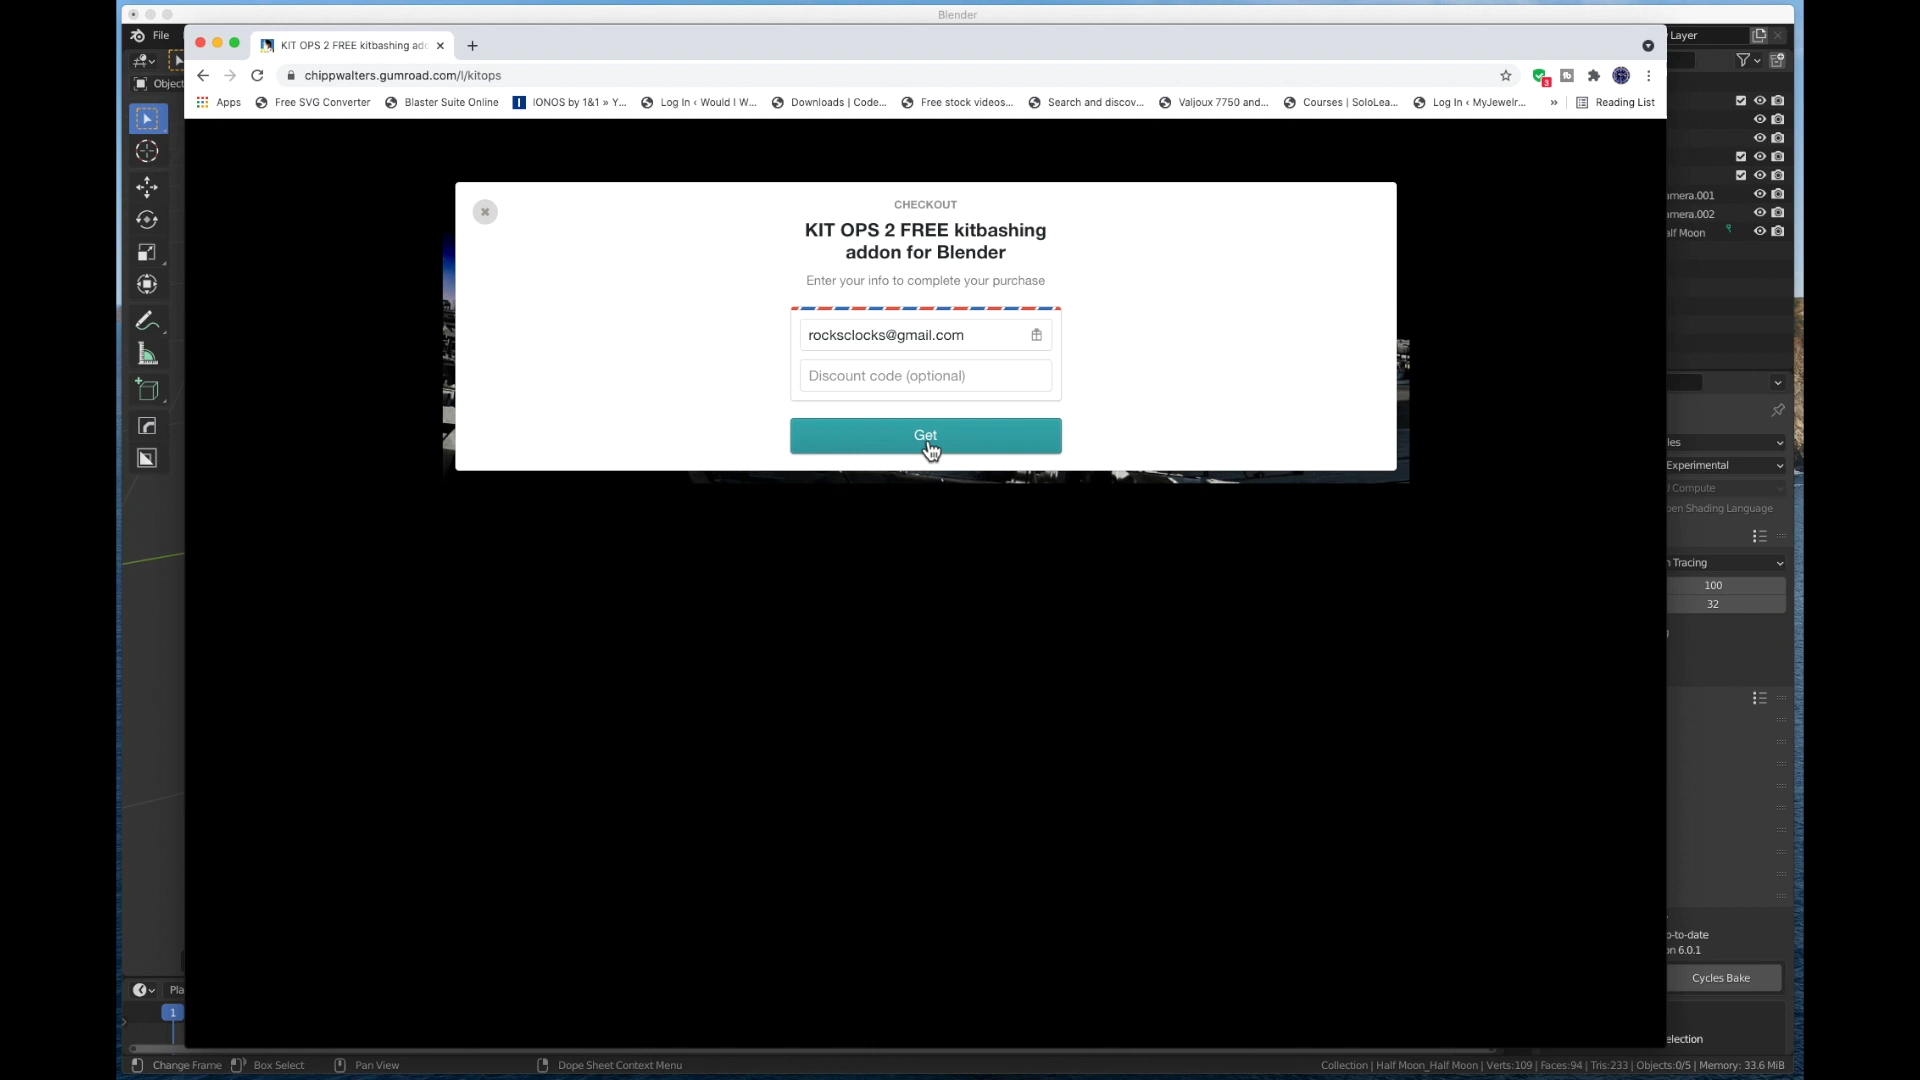 Blender
File
Layer
KIT OPS 2 FREE kitbashing add
chippwalters.gumroad.com/l/kitops
3
Object
Apps
Free SVG Converter
Blaster Suite Online
IONOS by 1&1 » Y...
Log In ‹ Would I W...
Downloads | Code...
Free stock videos...
Search and discov...
Valjoux 7750 and...
Courses | SoloLea...
Log In ‹ MyJewelr...
»
Reading List
CHECKOUT
KIT OPS 2 FREE kitbashing
addon for Blender
Enter your info to complete your purchase
rocksclocks@gmail.com
Discount code (optional)
Get
amera.001
amera.002
alf Moon
les
Experimental
U Compute
pen Shading Language
n Tracing
100
32
g
p-to-date
on 6.0.1
Cycles Bake
election
Pla
1
Change Frame
Box Select
Pan View
Dope Sheet Context Menu
Collection | Half Moon_Half Moon | Verts:109 | Faces:94 | Tris:233 | Objects:0/5 | Memory: 33.6 MiB